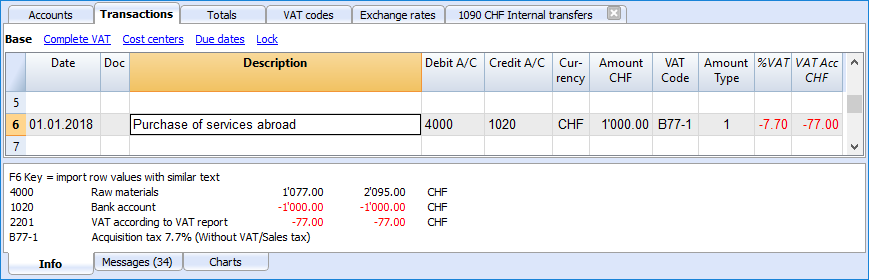 Accounts Transactions Totals VAT codes Exchange rates 1090 CHF Internal transfers
Base Complete VAT Cost centers Due dates Lock
Date Doc Description Debit A/C Credit A/C Cur- Amount VAT Amount %VAT VAT Acc
rency CHF Code Type CHF
5
6 01.01.2018 Purchase of services abroad 4000 1020 CHF 1'000.00 B77-1 1 -7.70 -77.00
7
F6 Key = import row values with similar text
4000 Raw materials 1'077.00 2'095.00 CHF
1020 Bank account -1'000.00 -1'000.00 CHF
2201 VAT according to VAT report -77.00 -77.00 CHF
B77-1 Acquisition tax 7.7% (Without VAT/Sales tax)
Info Messages (34) Charts